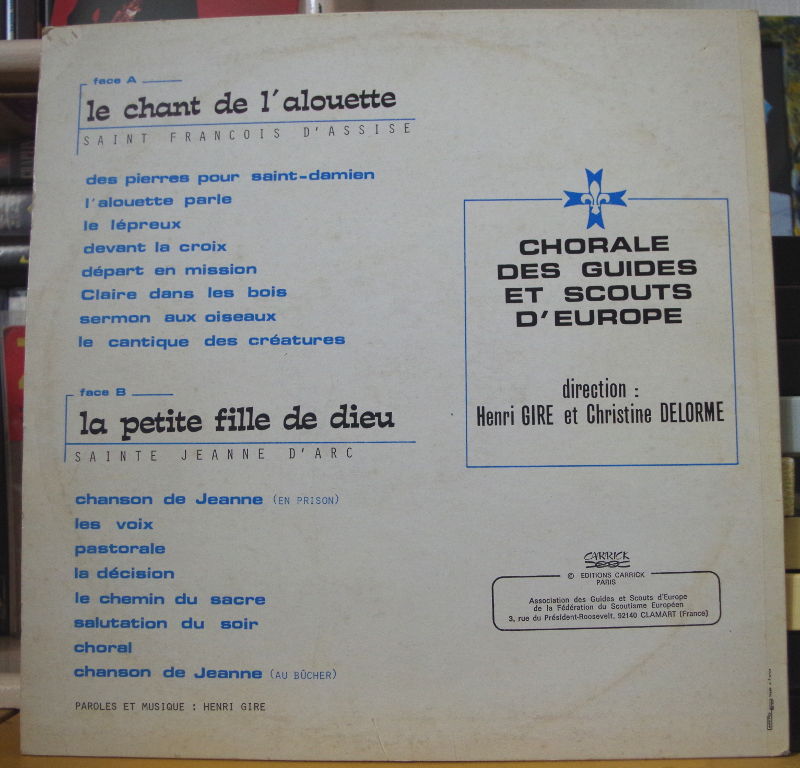 face A
le chant de l'alouette
SAINT FRANCOIS D'ASSISE
des pierres pour saint-damien
l'alouette parle
le lépreux
devant la croix
départ en mission
Claire dans les bois
sermon aux oiseaux
le cantique des créatures
face B
la petite fille de dieu
SAINTE JEANNE D'ARC
chanson de Jeanne (EN PRISON)
les voix
pastorale
la décision
le chemin du sacre
salutation du soir
choral
chanson de Jeanne (AU BÛCHER)
PAROLES ET MUSIQUE : HENRI GIRE
CHORALE
DES GUIDES
ET SCOUTS
D'EUROPE
direction :
Henri GIRE et Christine DELORME
CARRICK
© EDITIONS CARRICK
PARIS
Association des Guides et Scouts d'Europe
de la Fédération du Scoutisme Européen
3, rue du Président-Roosevelt, 92140 CLAMART (France)